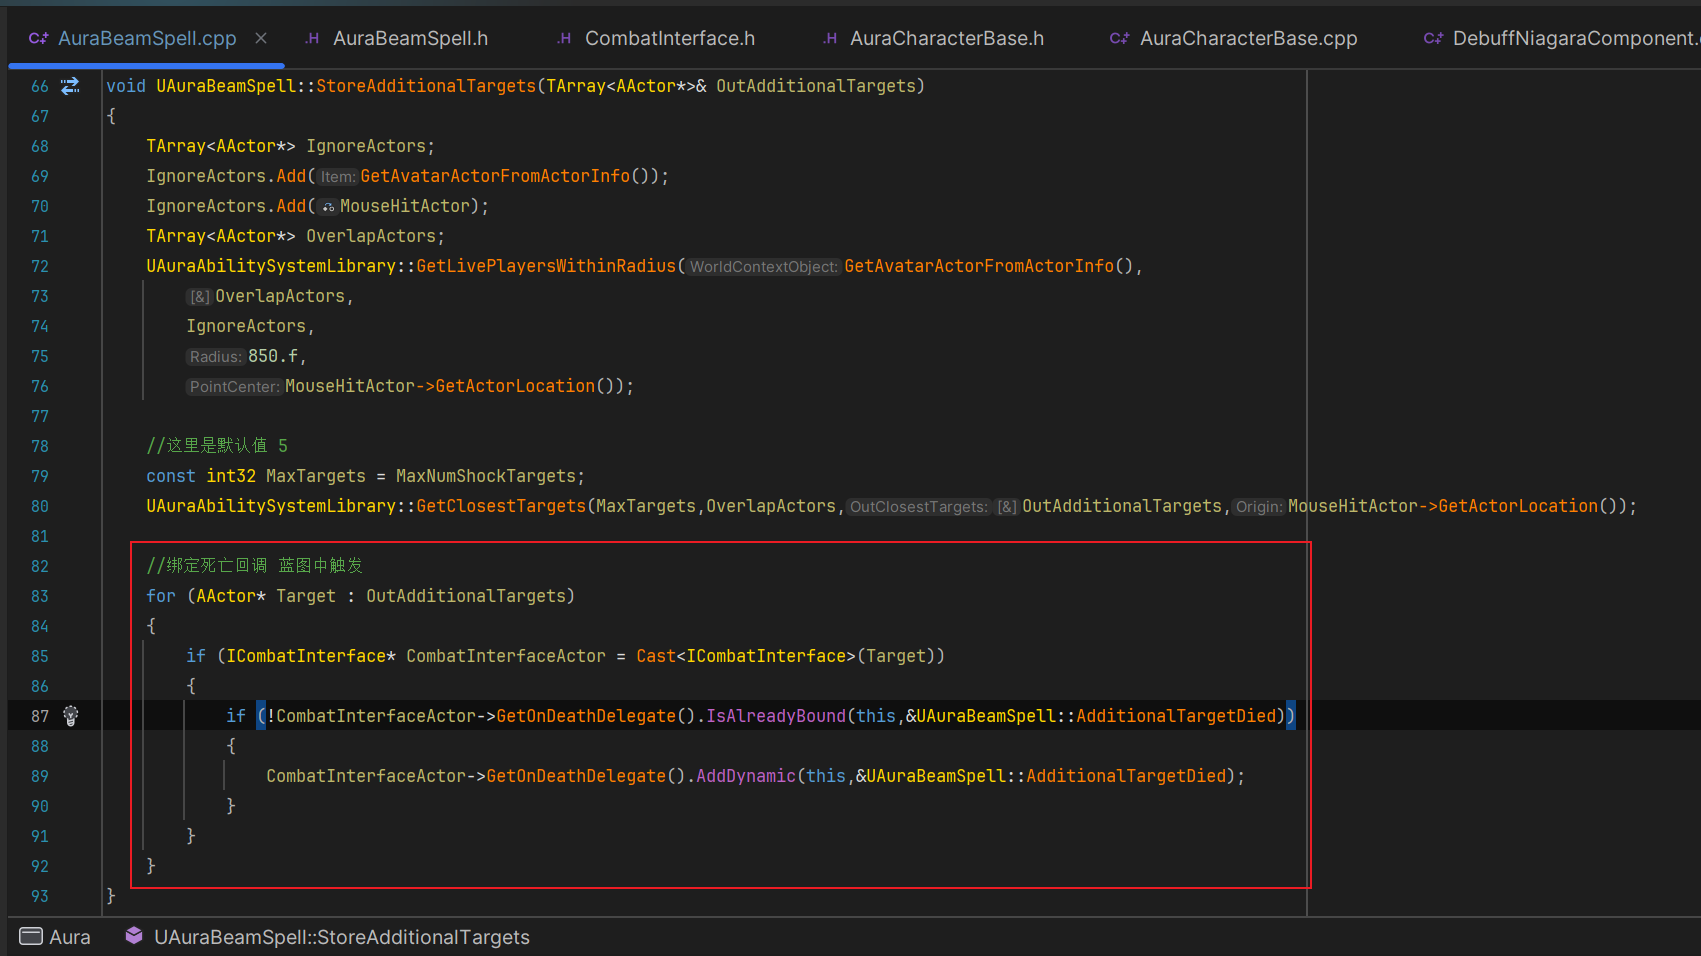 AuraBeamSpell.cpp AuraBeamSpell.h CombatInterface.h AuraCharacterBase.h AuraCharacterBase.cpp DebuffNiagaraComponent.
66 void UAuraBeamSpell::StoreAdditionalTargets(TArray<AActor*>& OutAdditionalTargets)
67 {
68 TArray<AActor*> IgnoreActors;
69 IgnoreActors.Add( Item: GetAvatarActorFromActorInfo());
70 IgnoreActors.Add( MouseHitActor);
71 TArray<AActor*> OverlapActors;
72 UAuraAbilitySystemLibrary::GetLivePlayersWithinRadius( WorldContextObject: GetAvatarActorFromActorInfo(),
73 [&] OverlapActors,
74 IgnoreActors,
75 Radius: 850.f,
76 PointCenter: MouseHitActor->GetActorLocation());
77
78 //这里是默认值 5
79 const int32 MaxTargets = MaxNumShockTargets;
80 UAuraAbilitySystemLibrary::GetClosestTargets(MaxTargets,OverlapActors, OutClosestTargets: [&] OutAdditionalTargets, Origin: MouseHitActor->GetActorLocation());
81
82 //绑定死亡回调 蓝图中触发
83 for (AActor* Target : OutAdditionalTargets)
84 {
85 if (ICombatInterface* CombatInterfaceActor = Cast<ICombatInterface>(Target))
86 {
87 if (!CombatInterfaceActor->GetOnDeathDelegate().IsAlreadyBound(this,&UAuraBeamSpell::AdditionalTargetDied))
88 {
89 CombatInterfaceActor->GetOnDeathDelegate().AddDynamic(this,&UAuraBeamSpell::AdditionalTargetDied);
90 }
91 }
92 }
93 }
Aura UAuraBeamSpell::StoreAdditionalTargets